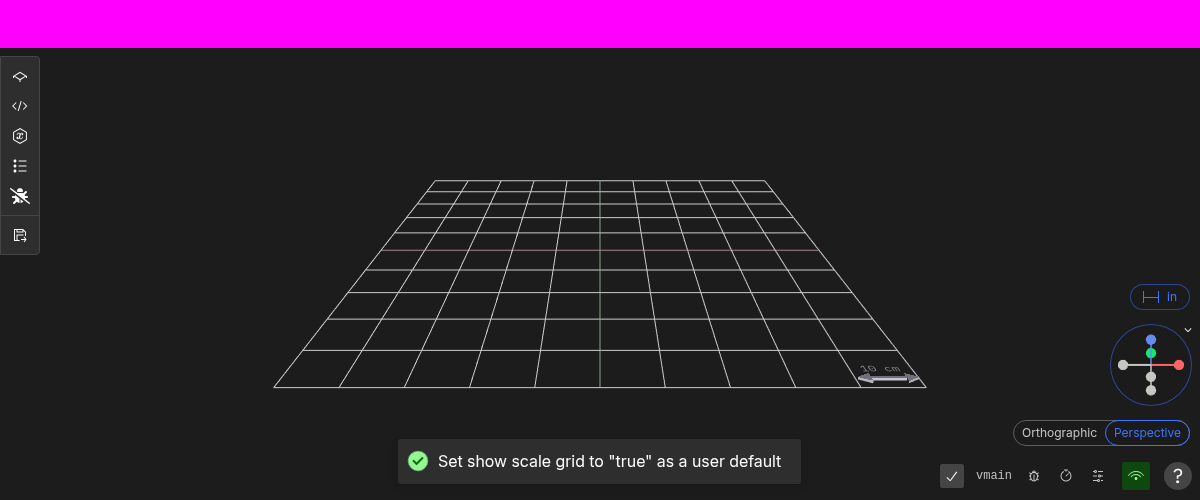 in
10 cm
Orthographic Perspective
Set show scale grid to "true" as a user default
vmain
?